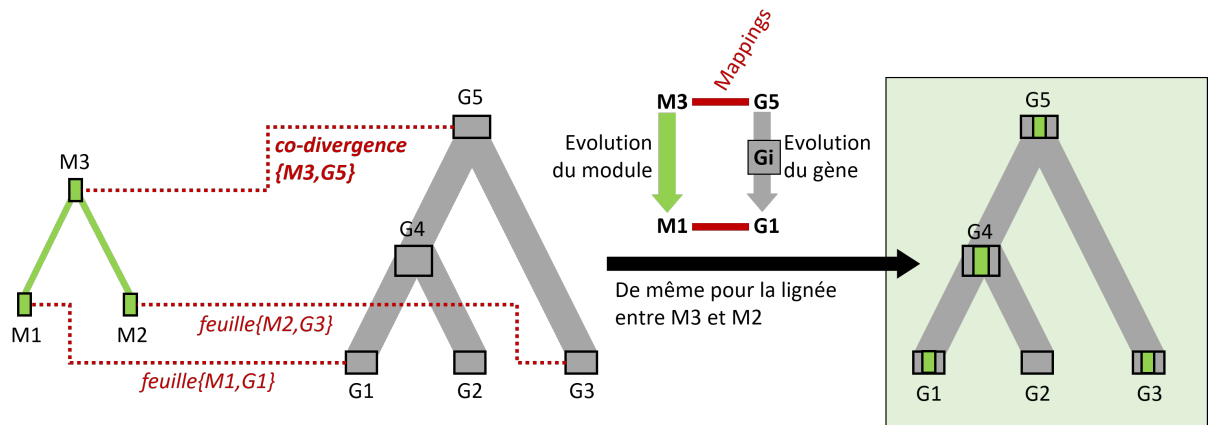 M3
M1
M2
co-divergence
{M3,G5}
feuille{M2,G3}
feuille{M1,G1}
G5
G4
G1
G2
G3
Mappings
M3
G5
Evolution
du module
Gi
Evolution
du gène
M1
G1
De même pour la lignée
entre M3 et M2
G5
G4
G1
G2
G3